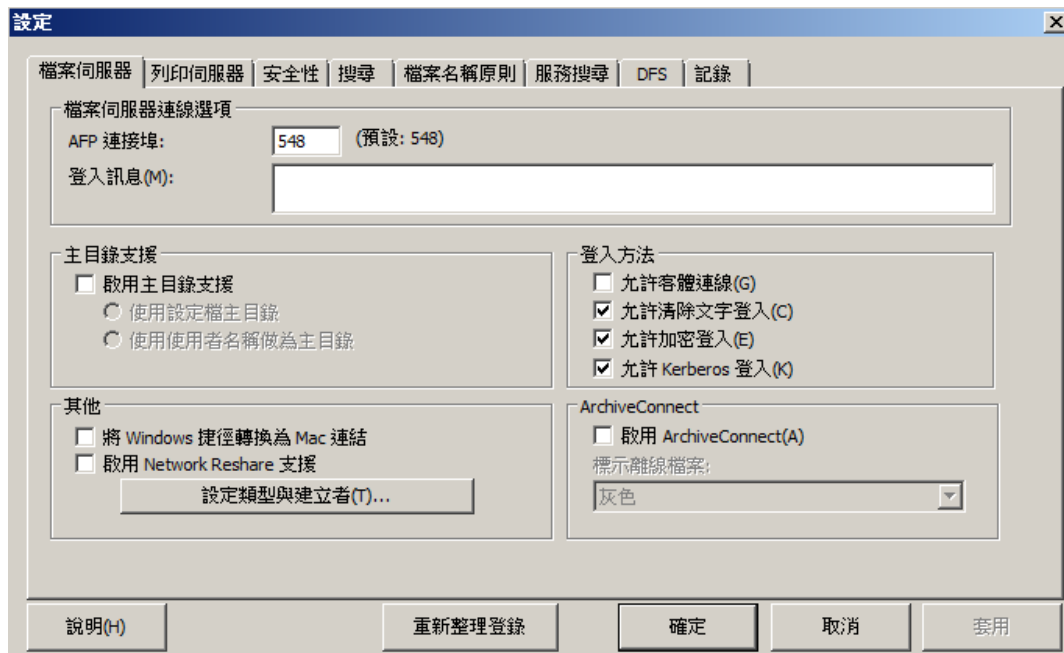 設定
檔案伺服器 列印伺服器 安全性 搜尋 檔案名稱原則 服務搜尋 DFS 記錄
檔案伺服器連線選項
AFP 連接埠: 548 (預設: 548)
登入訊息(M):
主目錄支援
啟用主目錄支援
使用設定檔主目錄
使用使用者名稱做為主目錄
登入方法
允許客體連線(G)
允許清除文字登入(C)
允許加密登入(E)
允許 Kerberos 登入(K)
其他
將 Windows 捷徑轉換為 Mac 連結
啟用 Network Reshare 支援
設定類型與建立者(T)...
ArchiveConnect
啟用 ArchiveConnect(A)
標示離線檔案:
灰色
說明(H) 重新整理登錄 確定 取消 套用